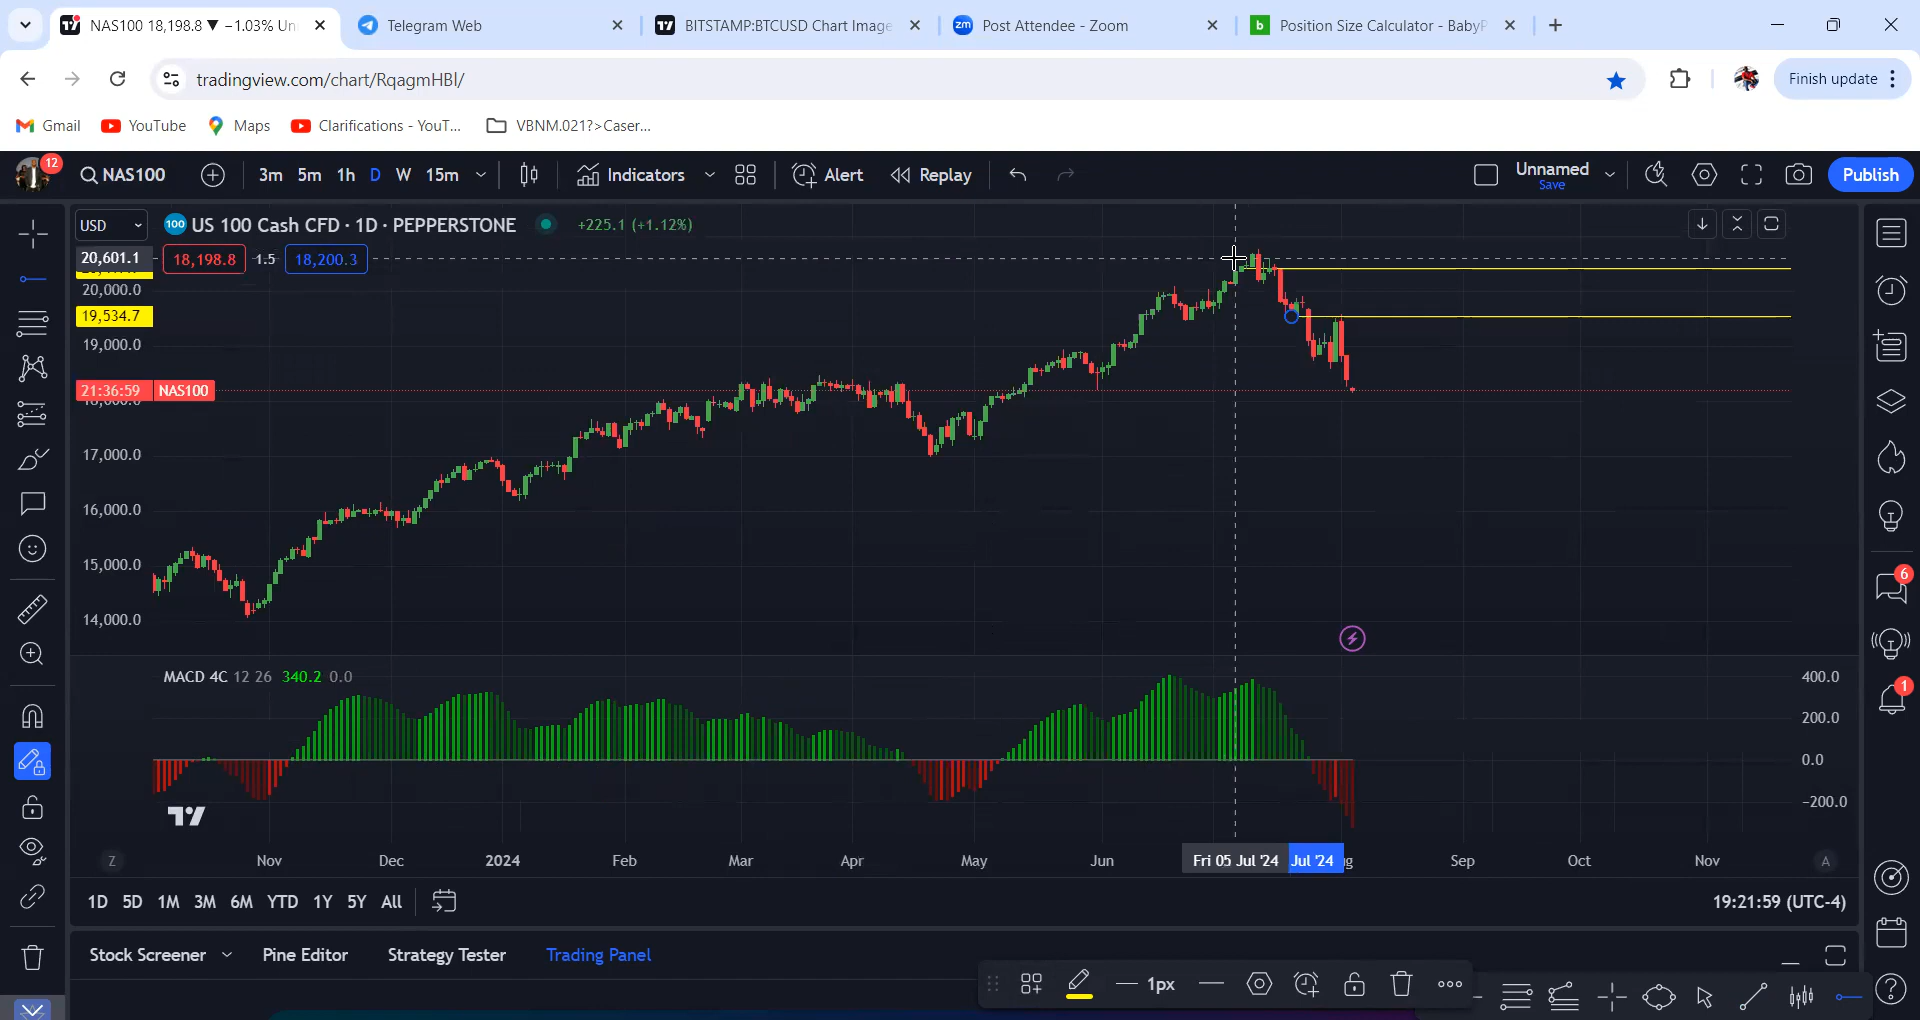 NAS100 18,198.8 ▼ −1.03% Un
Telegram Web
BITSTAMP:BTCUSD Chart Image
zm
Post Attendee - Zoom
b
Position Size Calculator - BabyP
tradingview.com/chart/RqagmHBl/
Finish update
Gmail
YouTube
Maps
Clarifications - YouT...
VBNM.021?>Caser...
12
NAS100
3m
5m
1h
D
W
15m
Indicators
Alert
Replay
Unnamed
Save
Publish
USD
100
US 100 Cash CFD · 1D · PEPPERSTONE
+225.1 (+1.12%)
20,601.1
18,198.8
1.5
18,200.3
20,000.0
19,534.7
19,000.0
21:36:59
NAS100
18,000.0
17,000.0
16,000.0
15,000.0
14,000.0
6
1
MACD 4C 12 26 340.2 0.0
400.0
200.0
0.0
−200.0
Z
Nov
Dec
2024
Feb
Mar
Apr
May
Jun
Fri 05 Jul '24
Jul '24
Sep
Oct
Nov
A
1D
5D
1M
3M
6M
YTD
1Y
5Y
All
19:21:59 (UTC-4)
Stock Screener
Pine Editor
Strategy Tester
Trading Panel
1px